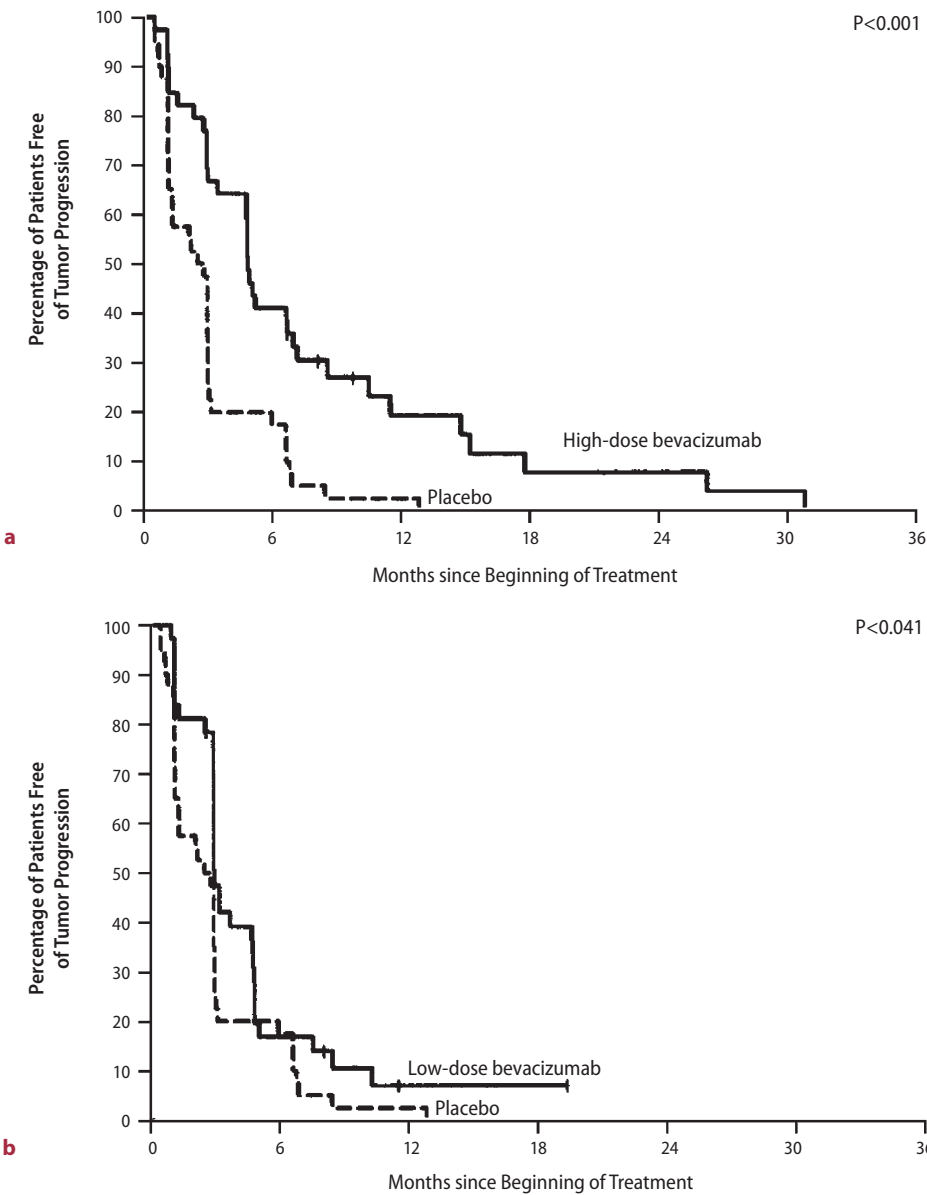 P<0.001
Percentage of Patients Free
of Tumor Progression
100
90
80
70
60
50
40
30
20
10
0
High-dose bevacizumab
Placebo
0 6 12 18 24 30 36
a
Months since Beginning of Treatment
P<0.041
Percentage of Patients Free
of Tumor Progression
100
90
80
70
60
50
40
30
20
10
0
Low-dose bevacizumab
Placebo
0 6 12 18 24 30
b
Months since Beginning of Treatment